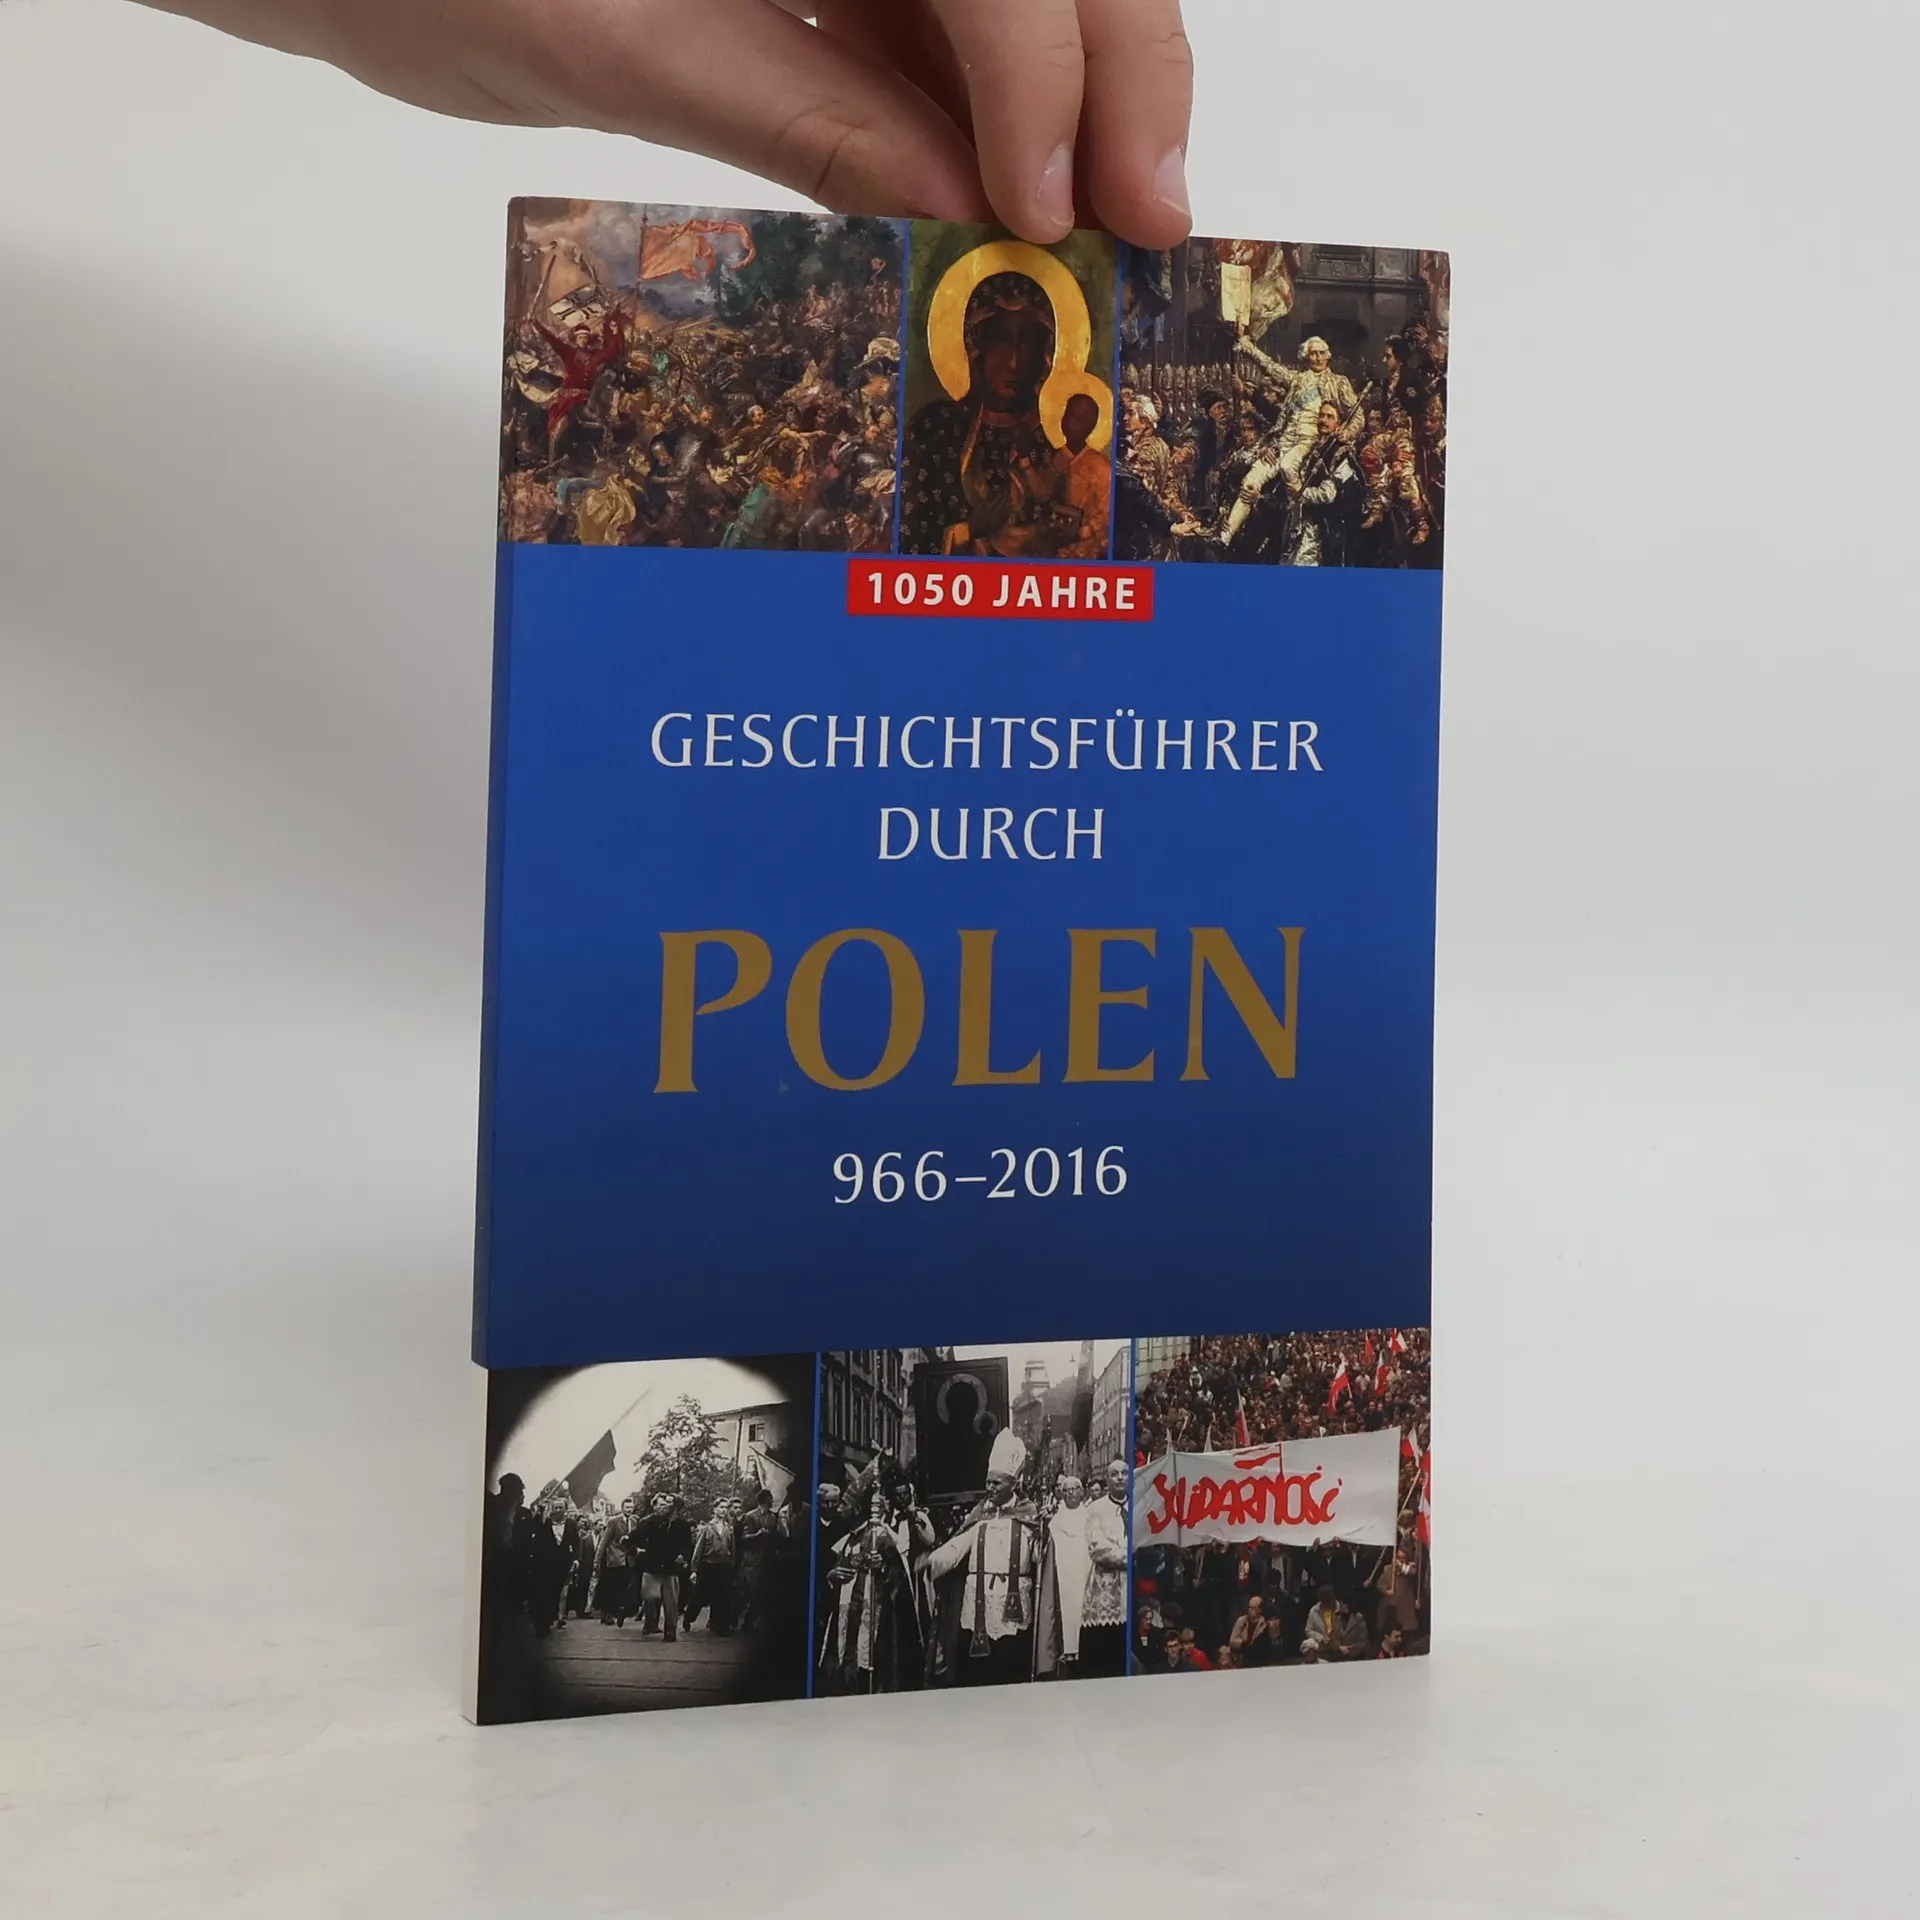 1050 JAHRE
GESCHICHTSFÜHRER
DURCH
POLEN
966–2016
SOLIDARNOŚĆ